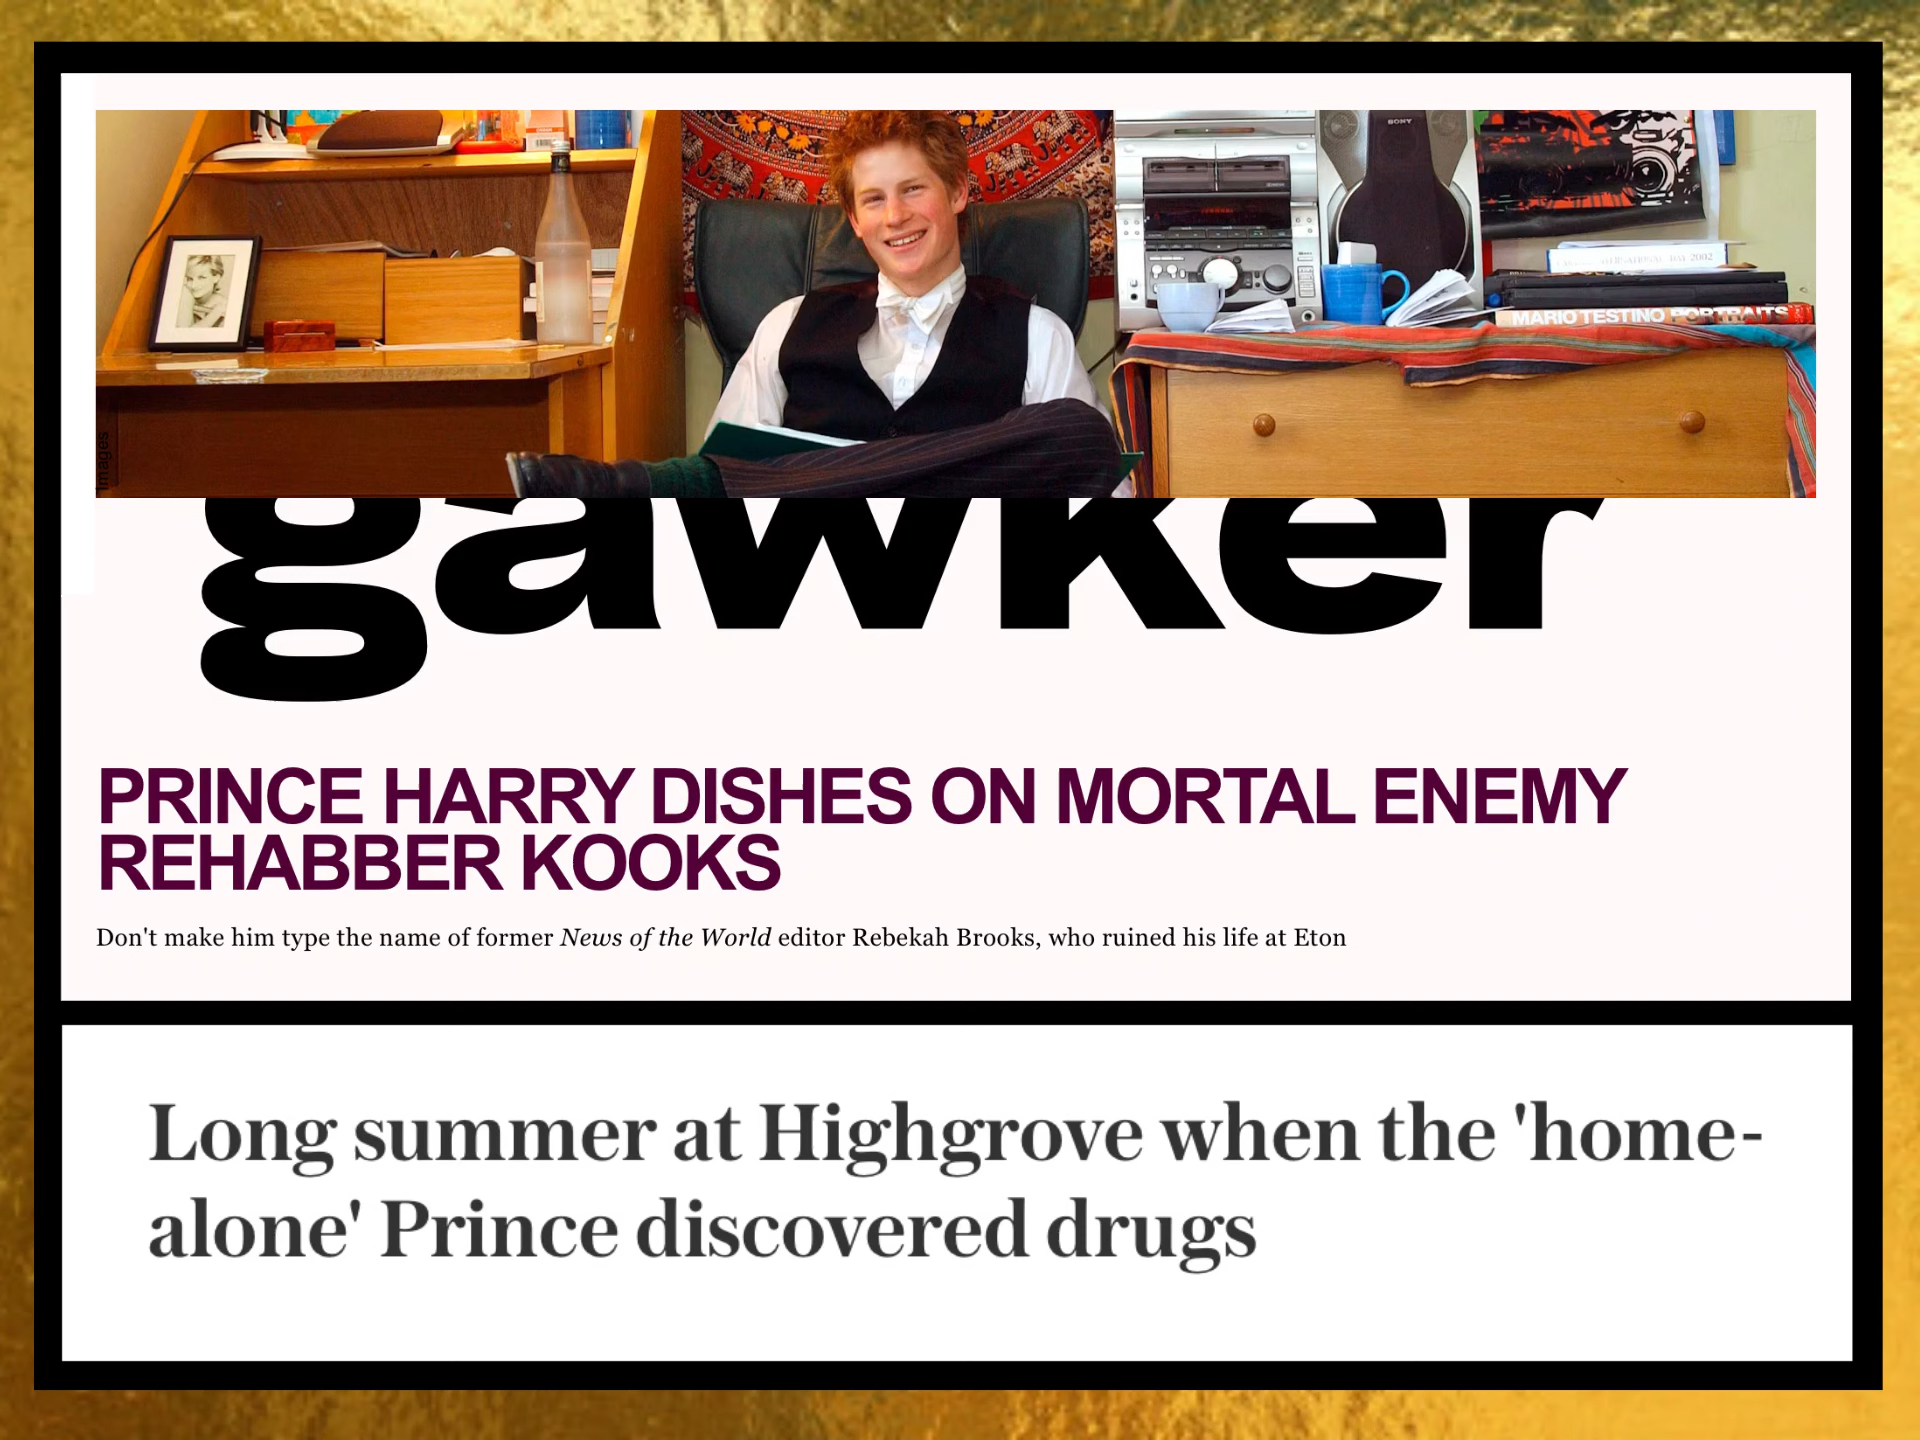 SONY
MARIO TESTINO PORTRAITS
Images
gawker
PRINCE HARRY DISHES ON MORTAL ENEMY
REHABBER KOOKS
Don't make him type the name of former News of the World editor Rebekah Brooks, who ruined his life at Eton
Long summer at Highgrove when the 'home-
alone' Prince discovered drugs